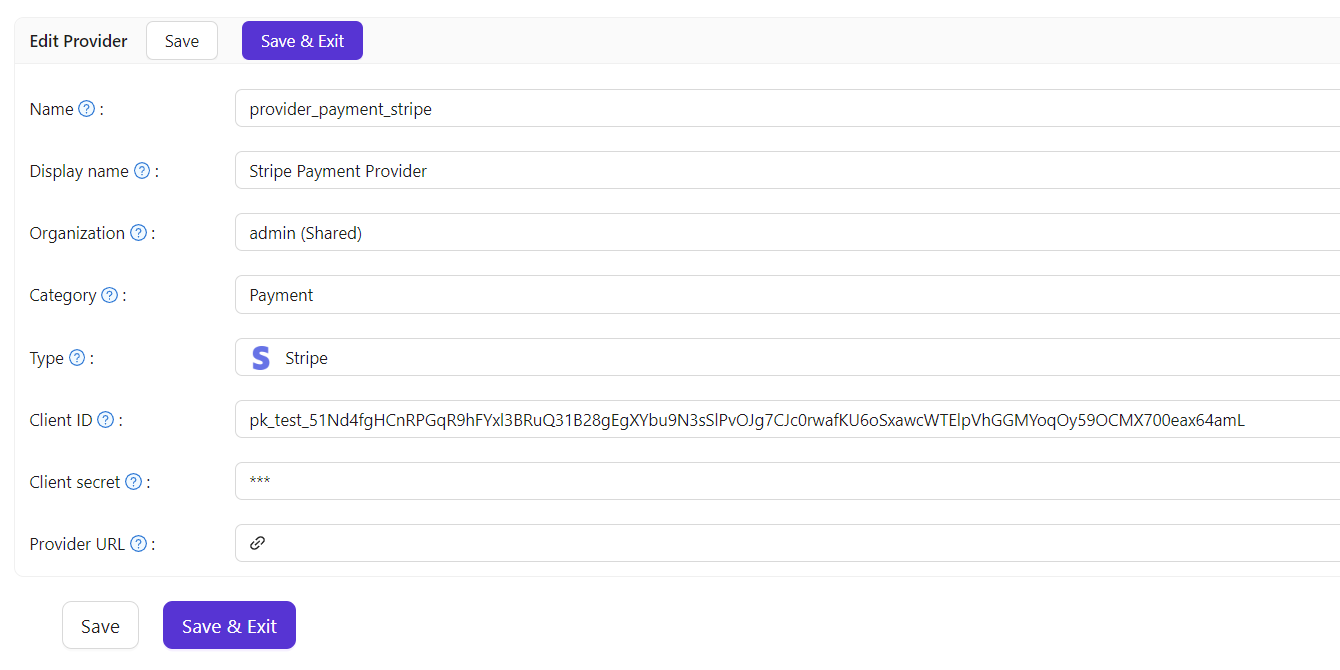 Edit Provider Save Save & Exit
Name ? : provider_payment_stripe
Display name ? : Stripe Payment Provider
Organization ? : admin (Shared)
Category ? : Payment
Type ? : S Stripe
Client ID ? : pk_test_51Nd4fgHCnRPGqR9hFYxl3BRuQ31B28gEgXYbu9N3sSlPvOJg7CJc0rwafKU6oSxawcWTElpVhGGMYoqOy59OCMX700eax64amL
Client secret ? : ***
Provider URL ? :
Save Save & Exit